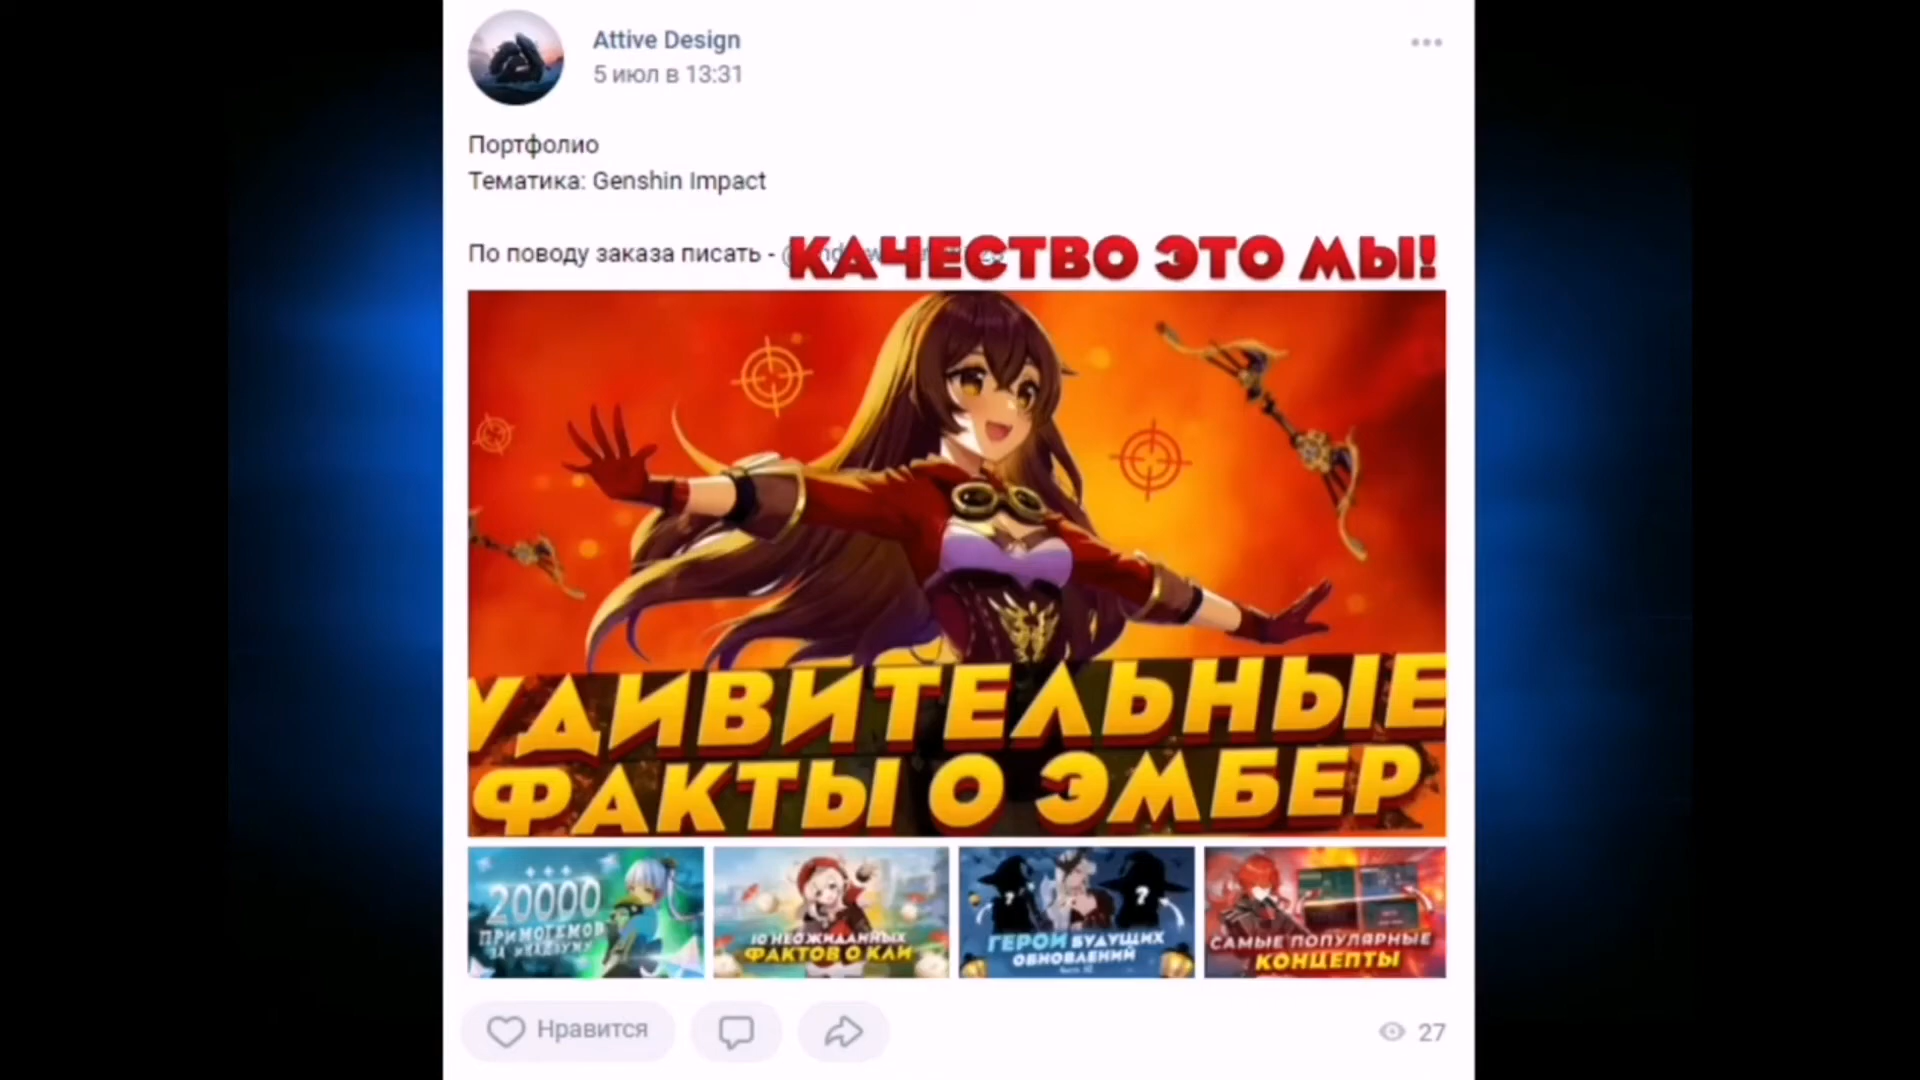 Attive Design
5 июл в 13:31
Портфолио
Тематика: Genshin Impact
По поводу заказа писать -
КАЧЕСТВО ЭТО МЫ!
УДИВИТЕЛЬНЫЕ
ФАКТЫ О ЭМБЕР
20000
ПРИМОГЕМОВ
ЗА ИНАДЗУМУ
10 НЕОЖИДАННЫХ
ФАКТОВ О КЛИ
? ?
ГЕРОИ БУДУЩИХ
ОБНОВЛЕНИЙ
САМЫЕ ПОПУЛЯРНЫЕ
КОНЦЕПТЫ
Нравится
27